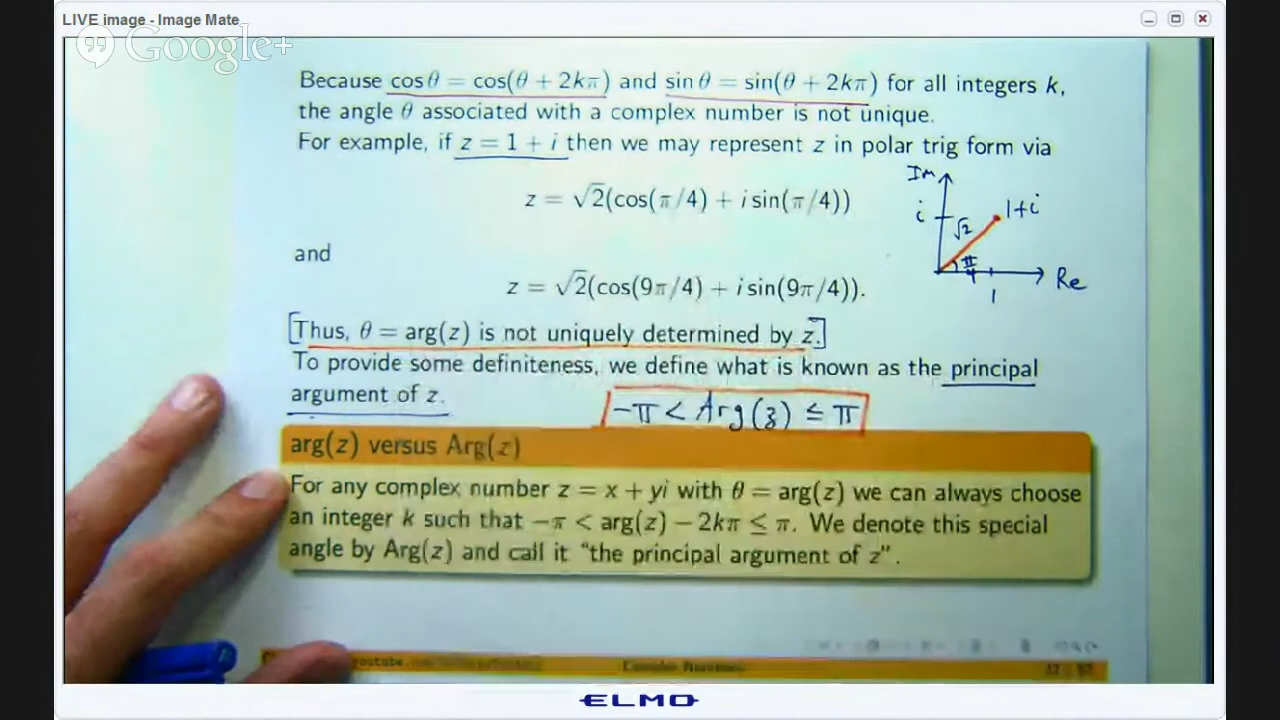 LIVE image - Image Mate
Google+
Because cos θ = cos(θ + 2kπ) and sin θ = sin(θ + 2kπ) for all integers k,
the angle θ associated with a complex number is not unique.
For example, if z = 1 + i then we may represent z in polar trig form via
Im
z = √2(cos(π/4) + i sin(π/4))
i
√2
1+i
π/4
Re
1
and
z = √2(cos(9π/4) + i sin(9π/4)).
[Thus, θ = arg(z) is not uniquely determined by z.]
To provide some definiteness, we define what is known as the principal
argument of z.
-π < Arg(z) ≤ π
arg(z) versus Arg(z)
For any complex number z = x + yi with θ = arg(z) we can always choose
an integer k such that −π < arg(z) − 2kπ ≤ π. We denote this special
angle by Arg(z) and call it "the principal argument of z".
youtube.
Complex Numbers
ELMO